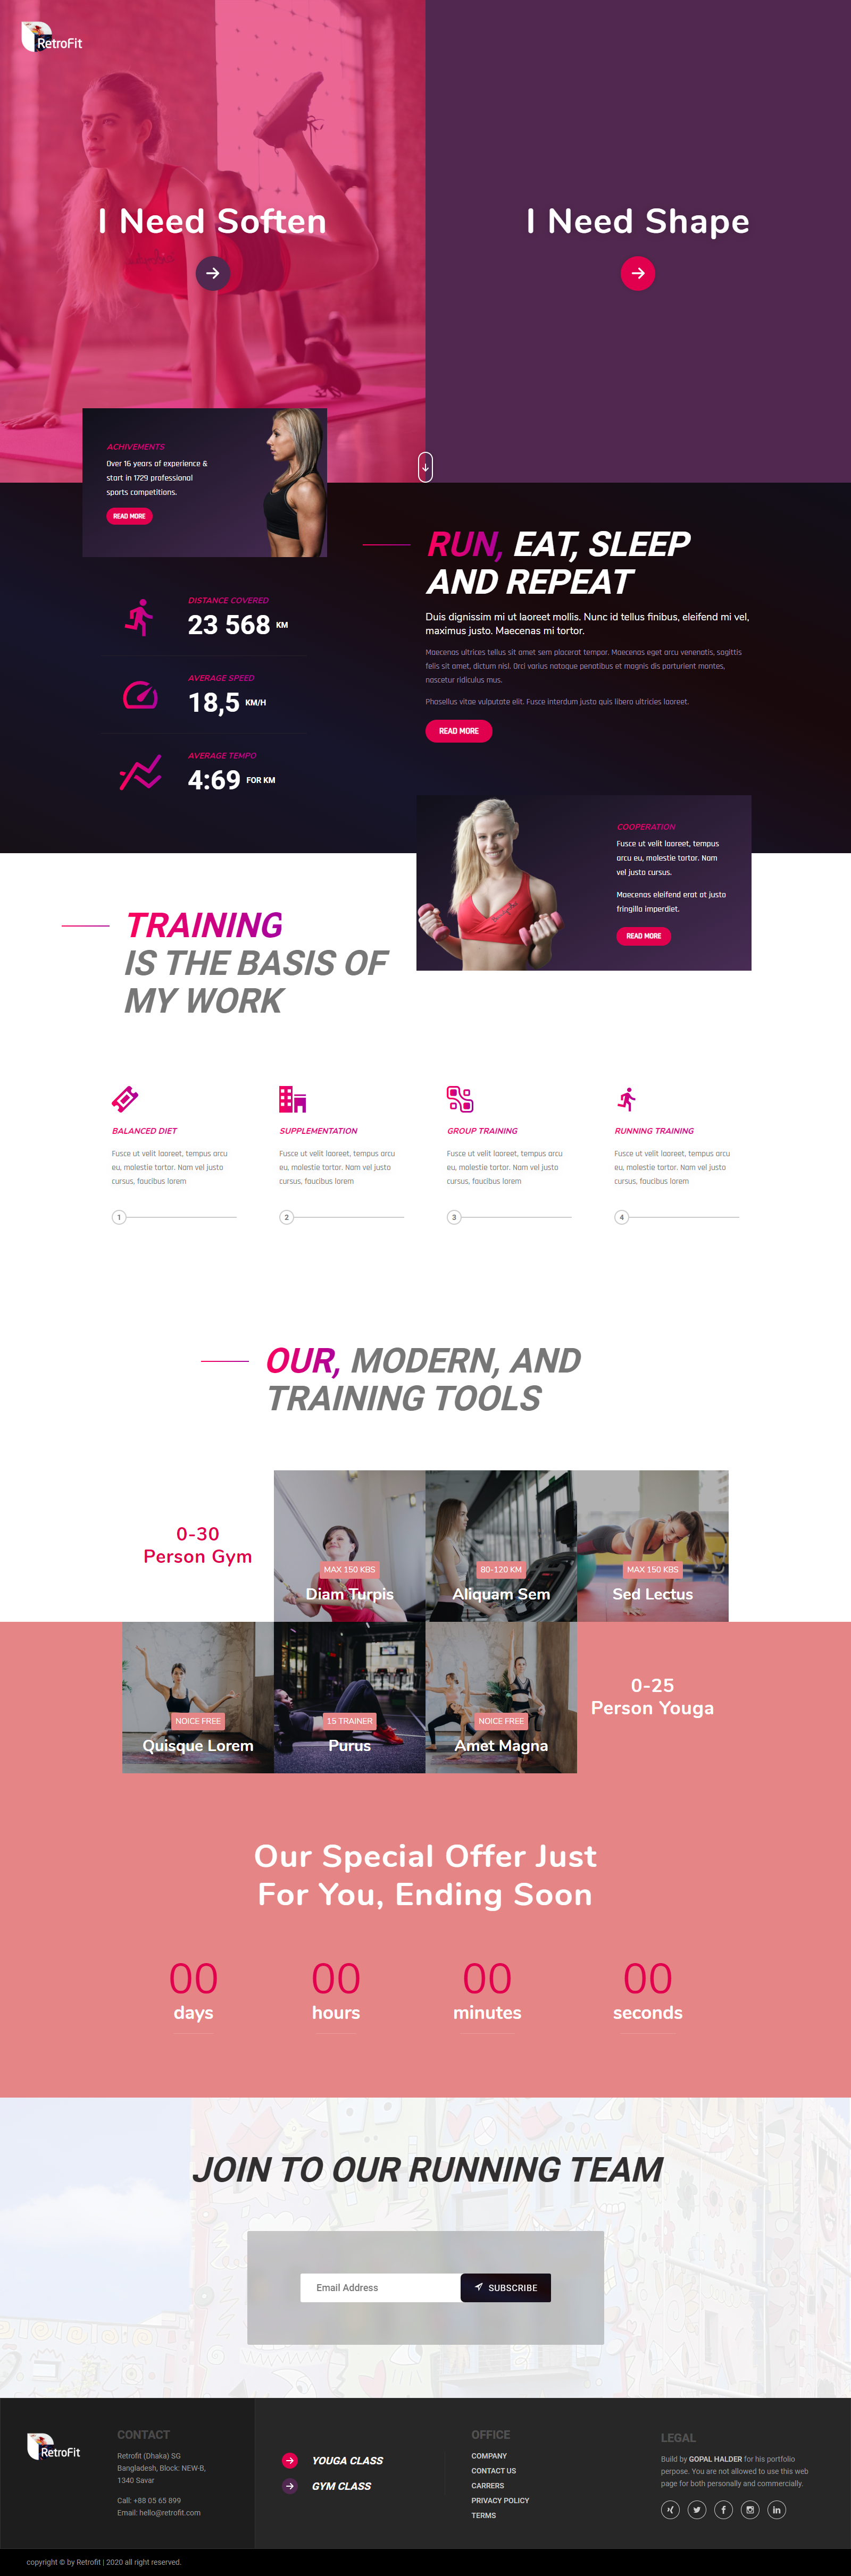 RetroFit
I Need Soften
I Need Shape
ACHIVEMENTS
Over 16 years of experience &
start in 1729 professional
sports competitions.
READ MORE
RUN, EAT, SLEEP
AND REPEAT
Duis dignissim mi ut laoreet mollis. Nunc id tellus finibus, eleifend mi vel,
maximus justo. Maecenas mi tortor.
Maecenas ultrices tellus sit amet sem placerat tempor. Maecenas eget arcu venenatis, sagittis
felis sit amet, dictum nisl. Orci varius natoque penatibus et magnis dis parturient montes,
nascetur ridiculus mus.
Phasellus vitae vulputate elit. Fusce interdum justo quis libero ultricies laoreet.
READ MORE
DISTANCE COVERED
23 568 KM
AVERAGE SPEED
18,5 KM/H
AVERAGE TEMPO
4:69 FOR KM
COOPERATION
Fusce ut velit laoreet, tempus
arcu eu, molestie tortor. Nam
vel justo cursus.
Maecenas eleifend erat at justo
fringilla imperdiet.
READ MORE
TRAINING
IS THE BASIS OF
MY WORK
BALANCED DIET
Fusce ut velit laoreet, tempus arcu
eu, molestie tortor. Nam vel justo
cursus, faucibus lorem
1
SUPPLEMENTATION
Fusce ut velit laoreet, tempus arcu
eu, molestie tortor. Nam vel justo
cursus, faucibus lorem
2
GROUP TRAINING
Fusce ut velit laoreet, tempus arcu
eu, molestie tortor. Nam vel justo
cursus, faucibus lorem
3
RUNNING TRAINING
Fusce ut velit laoreet, tempus arcu
eu, molestie tortor. Nam vel justo
cursus, faucibus lorem
4
OUR, MODERN, AND
TRAINING TOOLS
0-30
Person Gym
MAX 150 KBS
Diam Turpis
80-120 KM
Aliquam Sem
MAX 150 KBS
Sed Lectus
NOICE FREE
Quisque Lorem
15 TRAINER
Purus
NOICE FREE
Amet Magna
0-25
Person Youga
Our Special Offer Just
For You, Ending Soon
00
days
00
hours
00
minutes
00
seconds
JOIN TO OUR RUNNING TEAM
Email Address
SUBSCRIBE
RetroFit
CONTACT
Retrofit (Dhaka) SG
Bangladesh, Block: NEW-B,
1340 Savar
Call: +88 05 65 899
Email: hello@retrofit.com
YOUGA CLASS
GYM CLASS
OFFICE
COMPANY
CONTACT US
CARRERS
PRIVACY POLICY
TERMS
LEGAL
Build by GOPAL HALDER for his portfolio
perpose. You are not allowed to use this web
page for both personally and commercially.
copyright © by Retrofit | 2020 all right reserved.